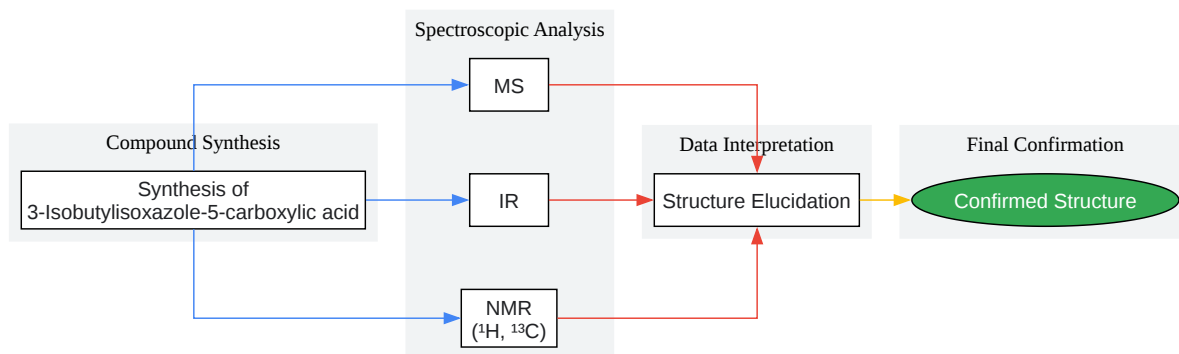 Spectroscopic Analysis
MS
Compound Synthesis
Synthesis of
3-Isobutylisoxazole-5-carboxylic acid
IR
NMR
(¹H, ¹³C)
Data Interpretation
Structure Elucidation
Final Confirmation
Confirmed Structure